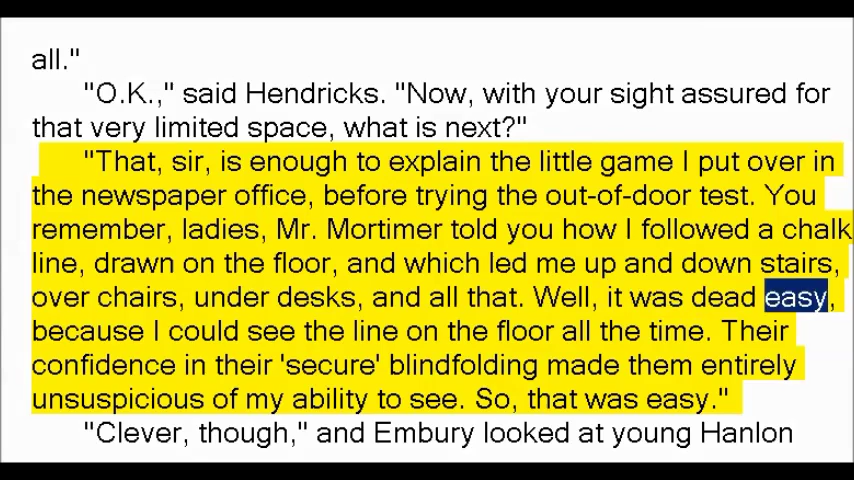 all."
"O.K.," said Hendricks. "Now, with your sight assured for
that very limited space, what is next?"
"That, sir, is enough to explain the little game I put over in
the newspaper office, before trying the out-of-door test. You
remember, ladies, Mr. Mortimer told you how I followed a chalk
line, drawn on the floor, and which led me up and down stairs,
over chairs, under desks, and all that. Well, it was dead easy,
because I could see the line on the floor all the time. Their
confidence in their 'secure' blindfolding made them entirely
unsuspicious of my ability to see. So, that was easy."
"Clever, though," and Embury looked at young Hanlon